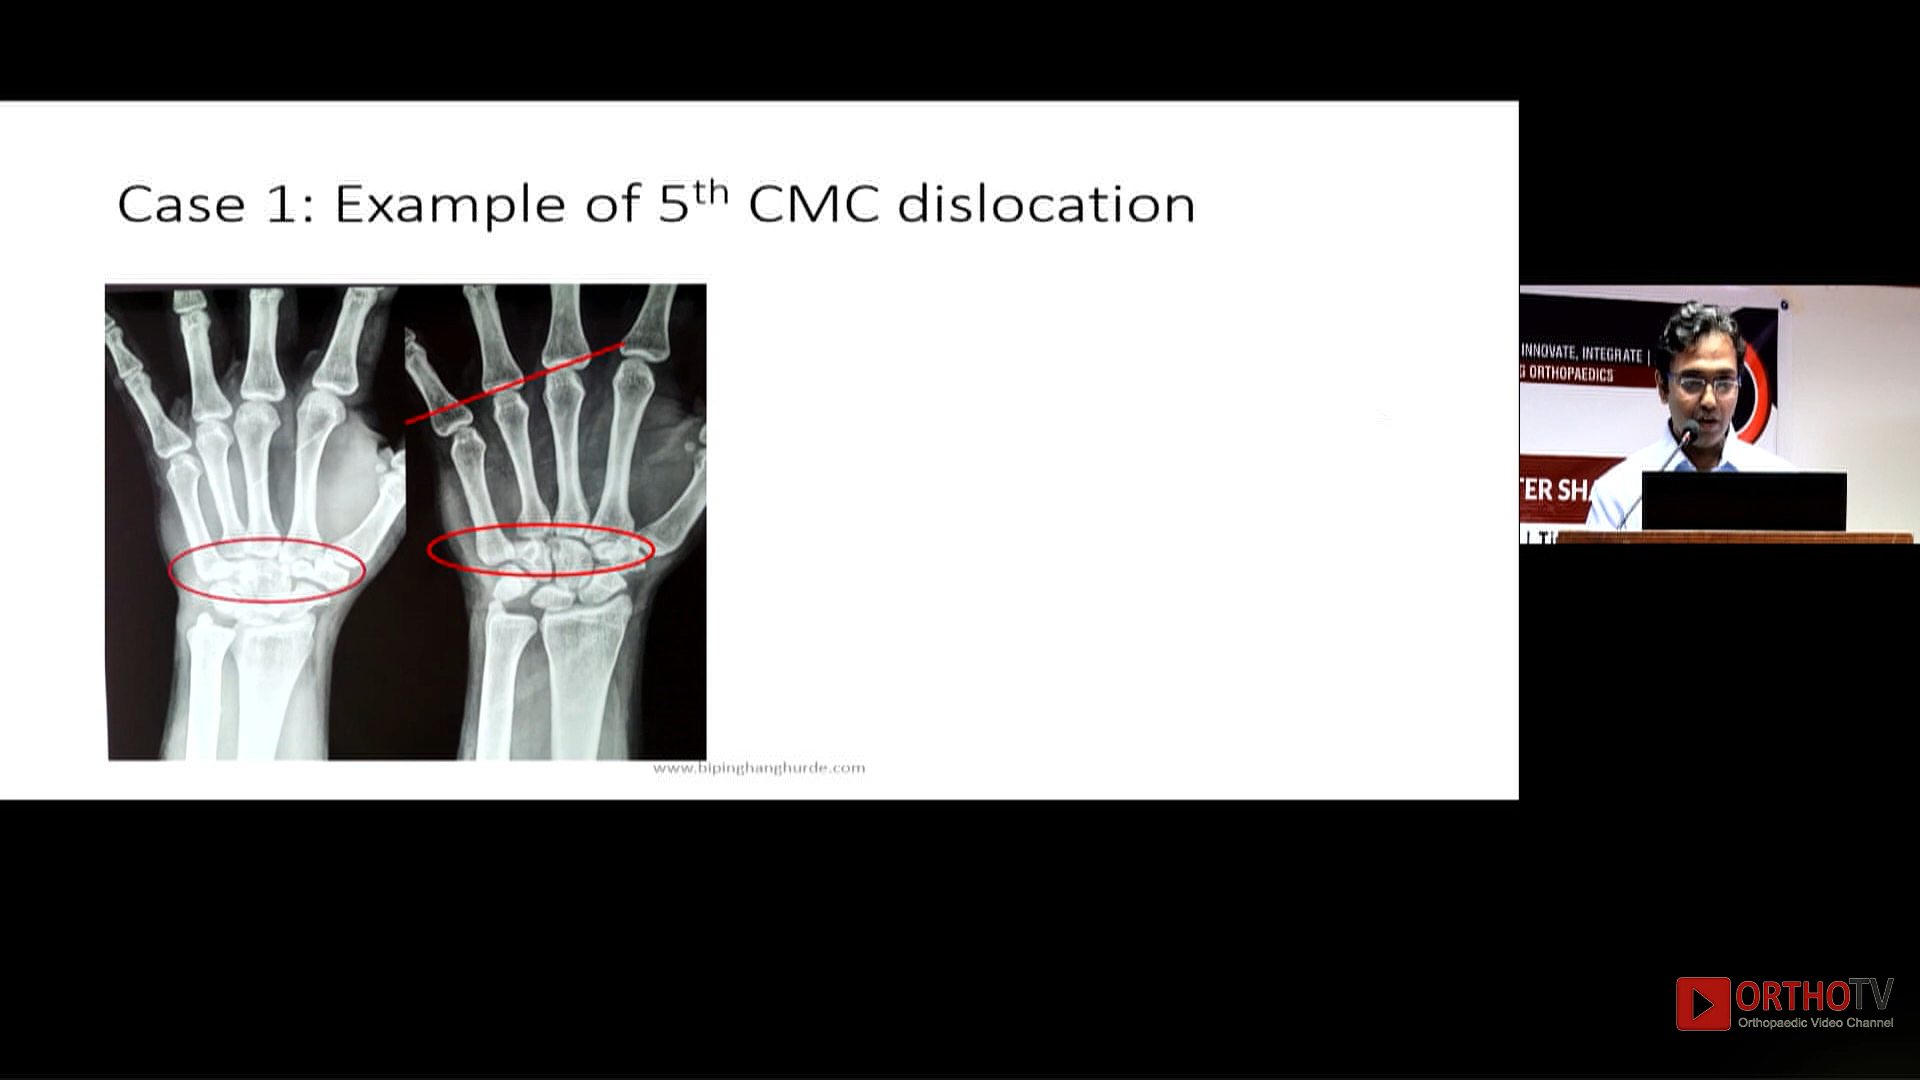 Case 1: Example of 5th CMC dislocation
www.bipinghanghurde.com
INNOVATE, INTEGRATE |
ORTHOPAEDICS
TER SHA
ORTHOTV
Orthopaedic Video Channel